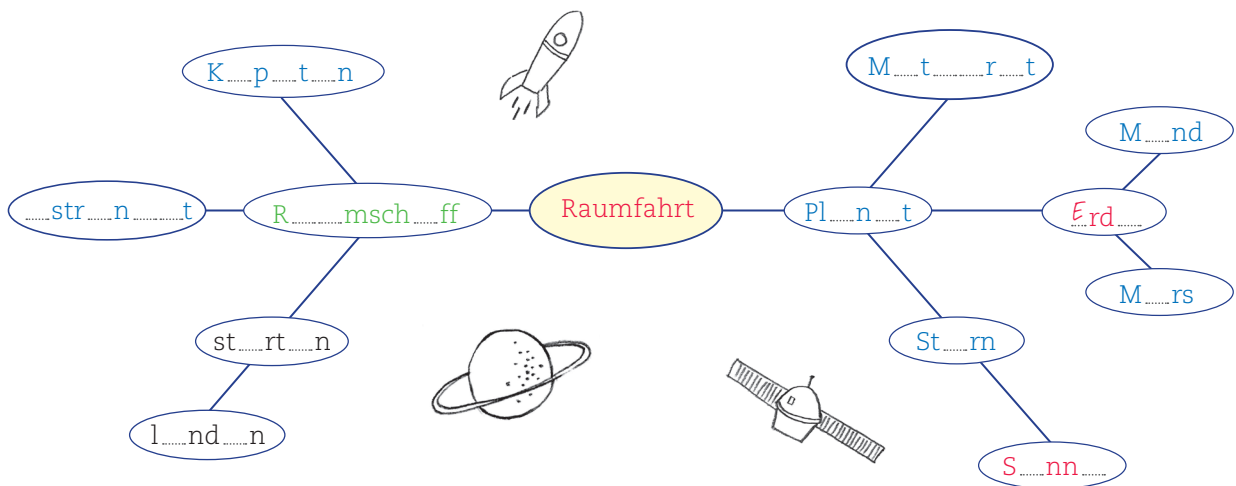 K......p......t......n
M......t............r......t
M......nd
......str......n............t
R............msch......ff
Raumfahrt
Pl......n......t
Erd......
M......rs
st......rt......n
St......rn
l......nd......n
S......nn......